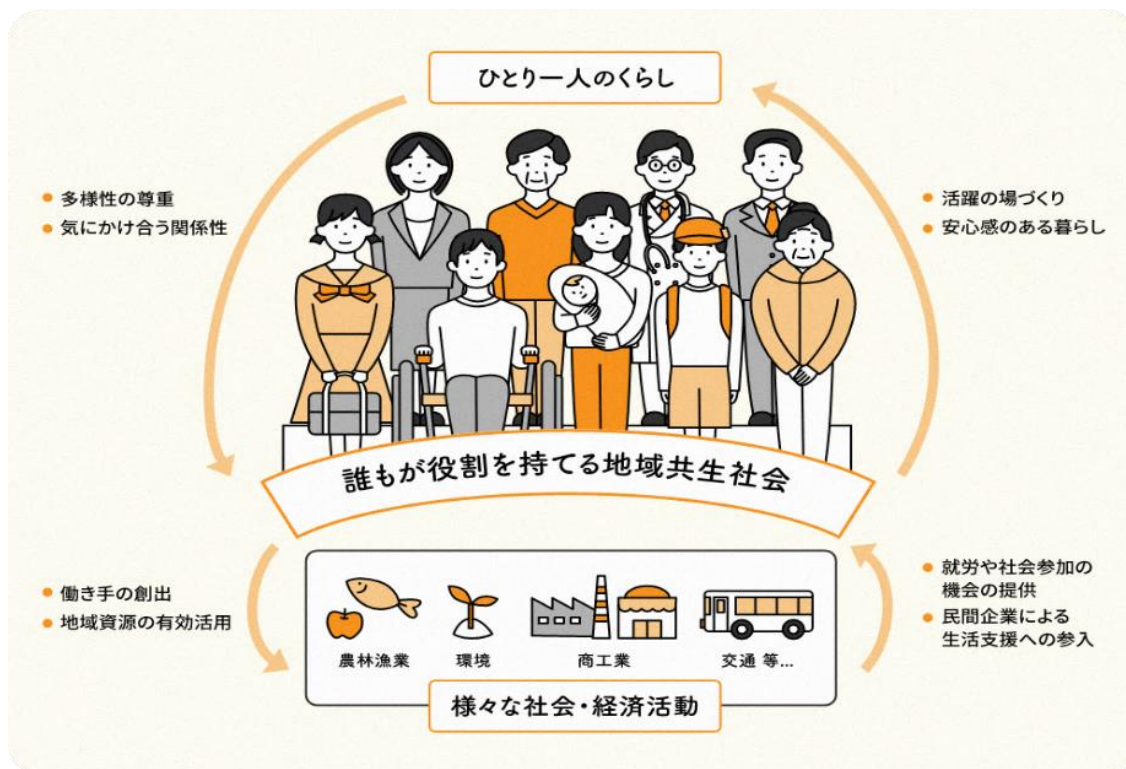 ひとり一人のくらし
多様性の尊重
気にかけ合う関係性
活躍の場づくり
安心感のある暮らし
誰もが役割を持てる地域共生社会
働き手の創出
地域資源の有効活用
就労や社会参加の
機会の提供
民間企業による
生活支援への参入
農林漁業
環境
商工業
交通 等...
様々な社会・経済活動